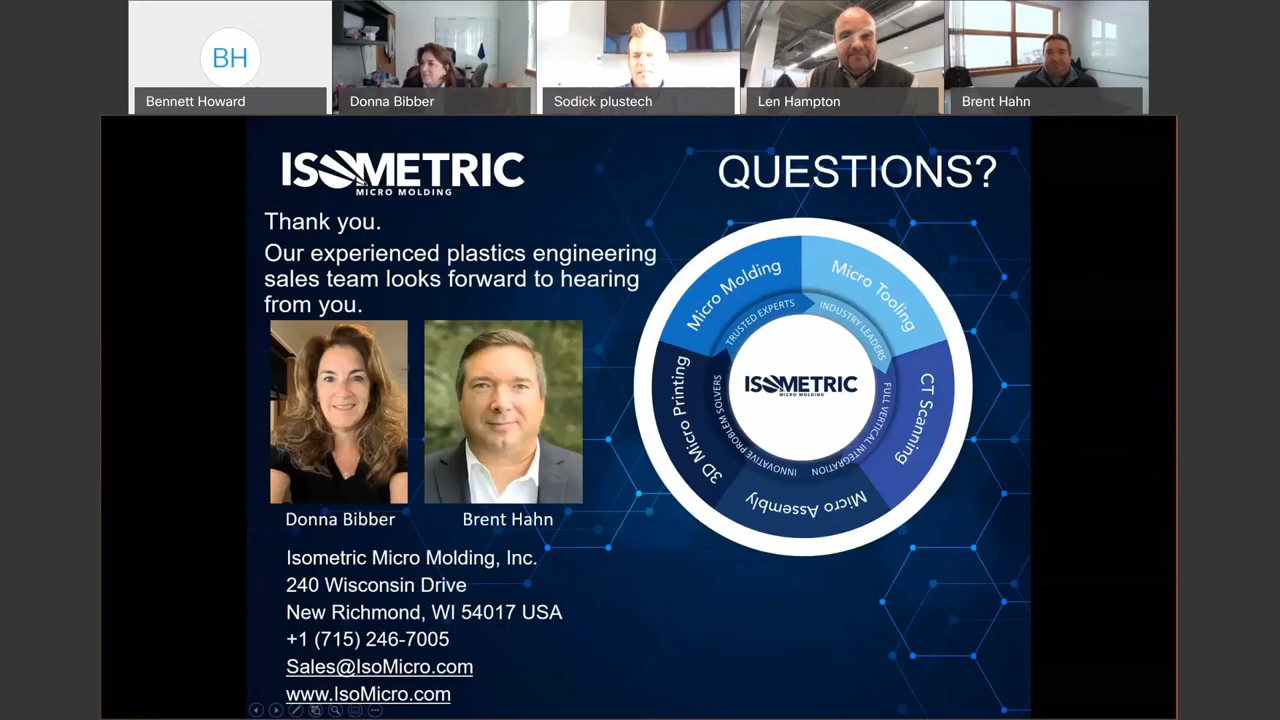 BH
Bennett Howard
Donna Bibber
Sodick plustech
Len Hampton
Brent Hahn
ISOMETRIC
MICRO MOLDING
QUESTIONS?
Thank you.
Our experienced plastics engineering
sales team looks forward to hearing
from you.
Donna Bibber
Brent Hahn
Isometric Micro Molding, Inc.
240 Wisconsin Drive
New Richmond, WI 54017 USA
+1 (715) 246-7005
Sales@IsoMicro.com
www.IsoMicro.com
Micro Molding
Micro Tooling
CT Scanning
Micro Assembly
3D Micro Printing
TRUSTED EXPERTS
INDUSTRY LEADERS
FULL VERTICAL INTEGRATION
INNOVATIVE PROBLEM SOLVERS
ISOMETRIC
MICRO MOLDING